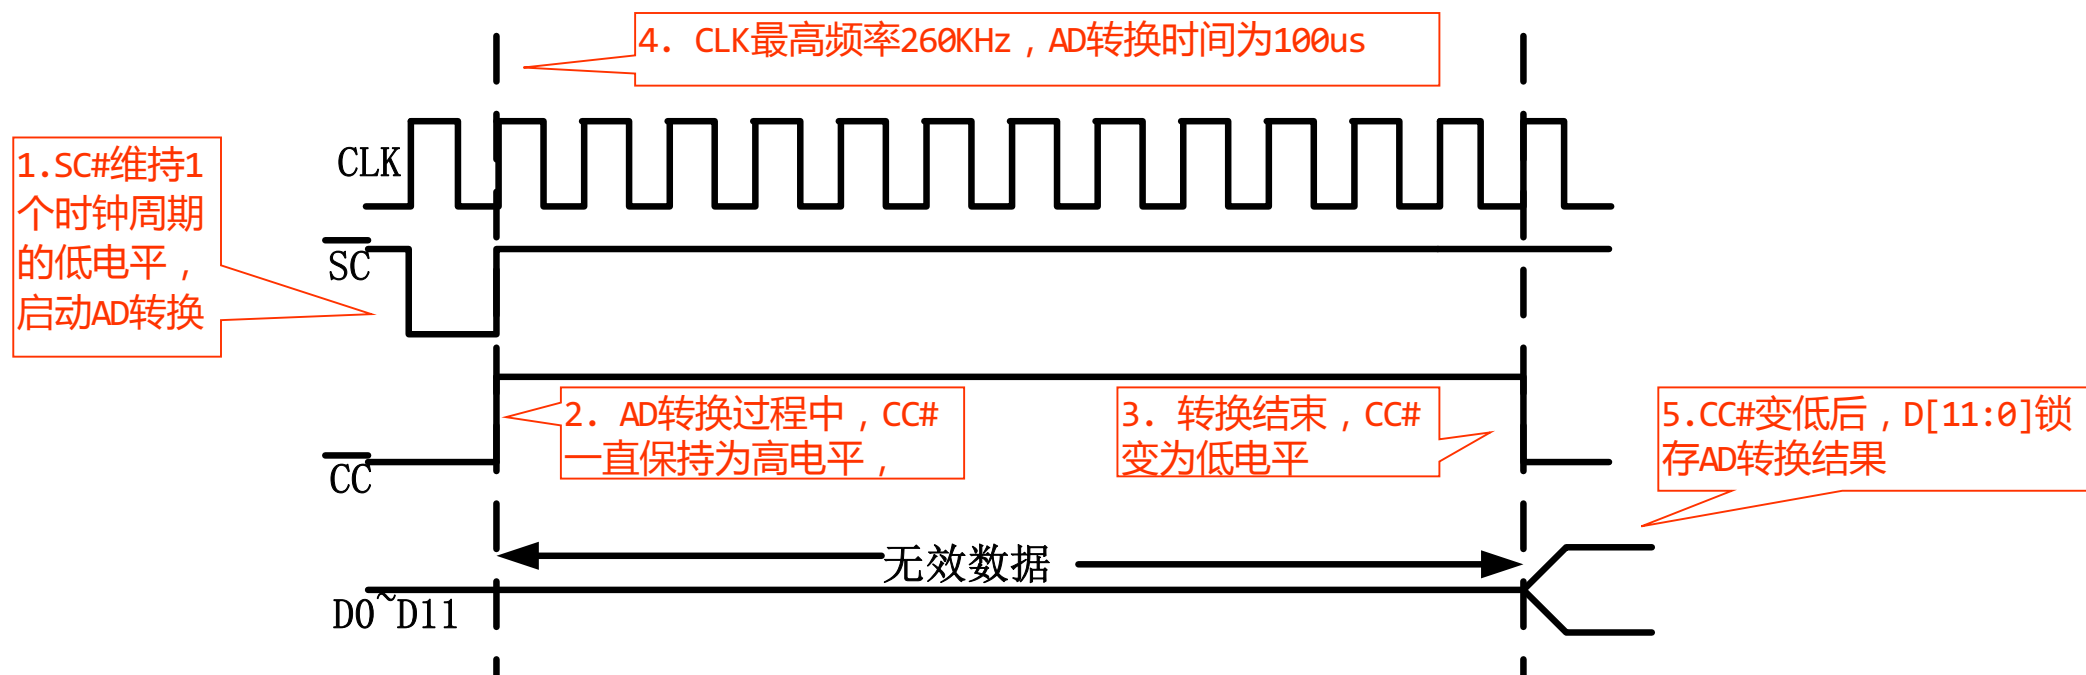 4. CLK最高频率260KHz，AD转换时间为100us
CLK
1.SC#维持1
个时钟周期
的低电平，
启动AD转换
SC
2. AD转换过程中，CC#
一直保持为高电平，
3. 转换结束，CC#
变为低电平
5.CC#变低后，D[11:0]锁
存AD转换结果
CC
无效数据
D0~D11